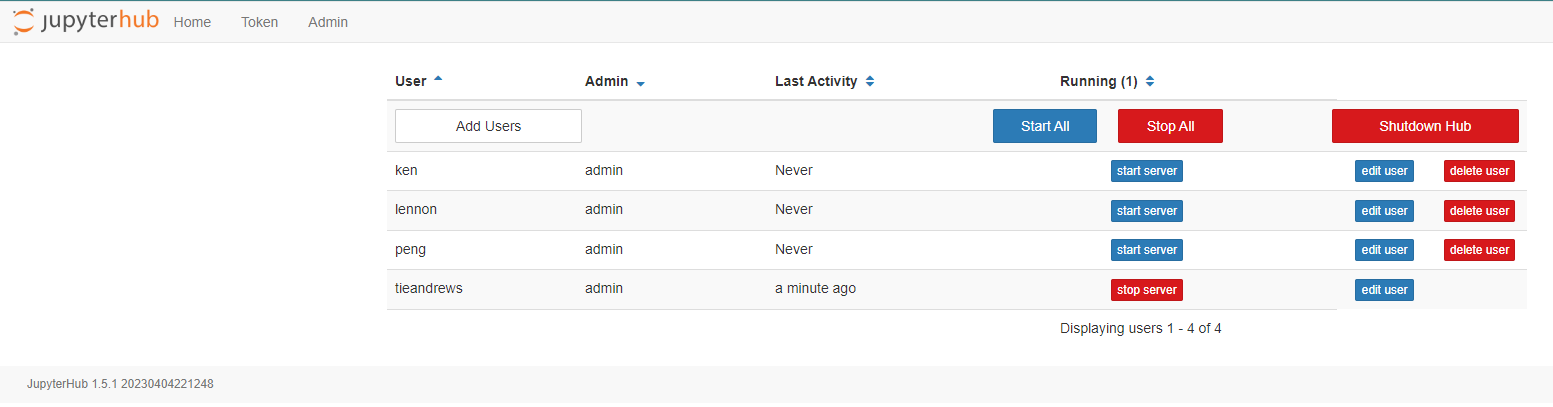 jupyterhub Home Token Admin
User Admin Last Activity Running (1)
Add Users Start All Stop All Shutdown Hub
ken admin Never start server edit user delete user
lennon admin Never start server edit user delete user
peng admin Never start server edit user delete user
tieandrews admin a minute ago stop server edit user
Displaying users 1 - 4 of 4
JupyterHub 1.5.1 20230404221248